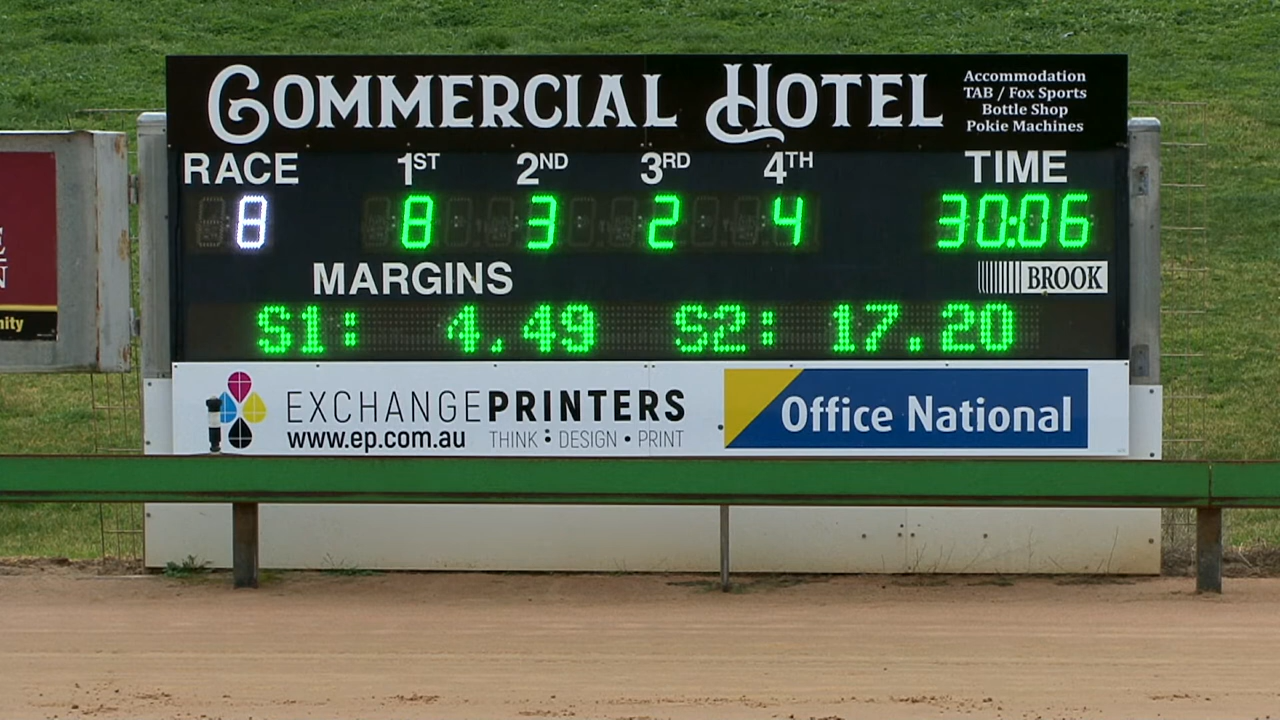 COMMERCIAL HOTEL
Accommodation
TAB / Fox Sports
Bottle Shop
Pokie Machines
RACE 1ST 2ND 3RD 4TH TIME
8 8 3 2 4 30:06
MARGINS
BROOK
S1: 4.49 S2: 17.20
EXCHANGEPRINTERS
www.ep.com.au THINK • DESIGN • PRINT
Office National